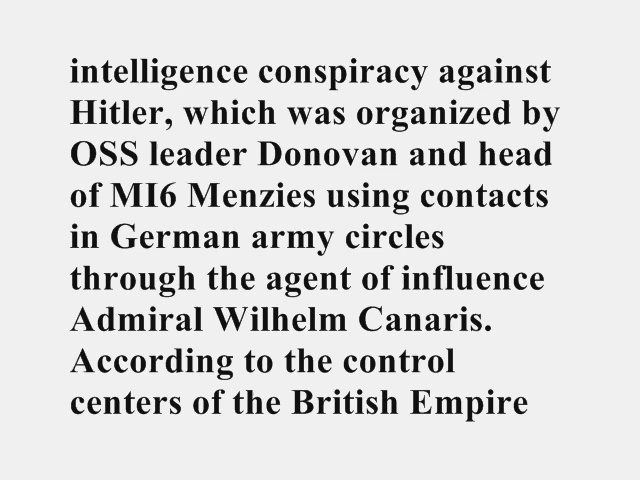 intelligence conspiracy against
Hitler, which was organized by
OSS leader Donovan and head
of MI6 Menzies using contacts
in German army circles
through the agent of influence
Admiral Wilhelm Canaris.
According to the control
centers of the British Empire